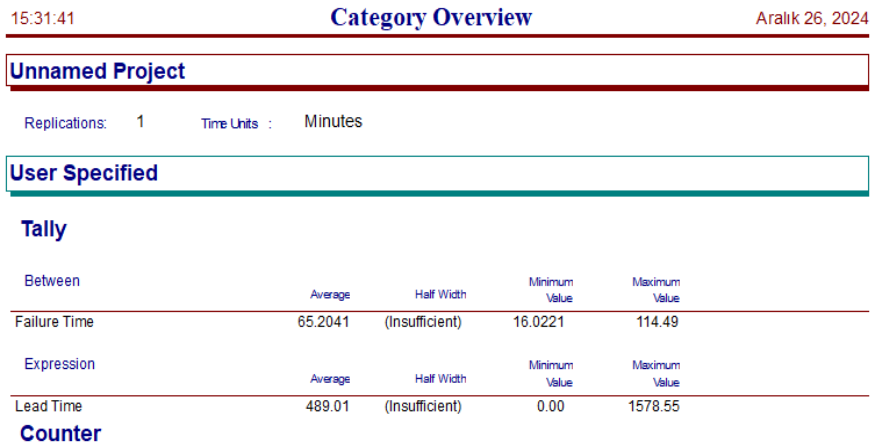 15:31:41 Category Overview Aralık 26, 2024
Unnamed Project
Replications: 1 Time Units : Minutes
User Specified
Tally
Between Average Half Width Minimum Value Maximum Value
Failure Time 65.2041 (Insufficient) 16.0221 114.49
Expression Average Half Width Minimum Value Maximum Value
Lead Time 489.01 (Insufficient) 0.00 1578.55
Counter